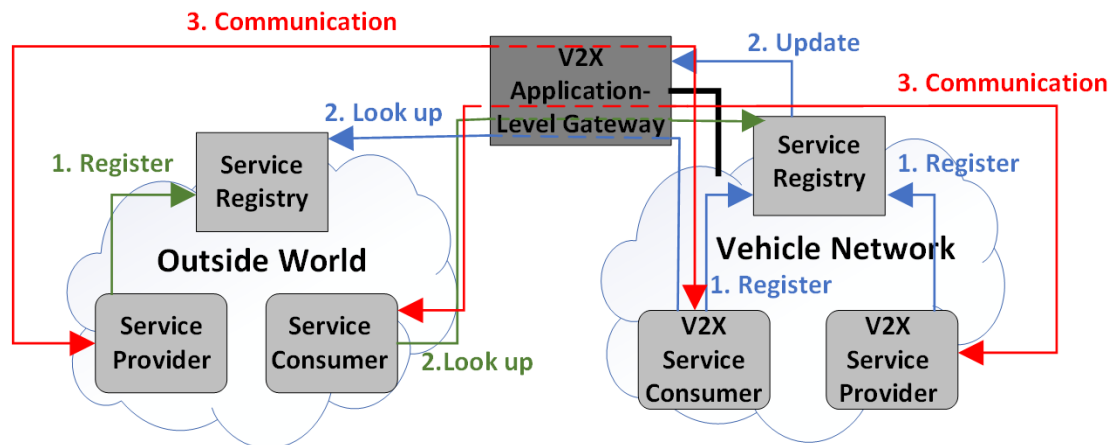 3. Communication
V2X
Application-
Level Gateway
2. Update
3. Communication
2. Look up
1. Register
Service
Registry
Service
Registry
1. Register
Outside World
Vehicle Network
1. Register
Service
Provider
Service
Consumer
2.Look up
V2X
Service
Consumer
V2X
Service
Provider